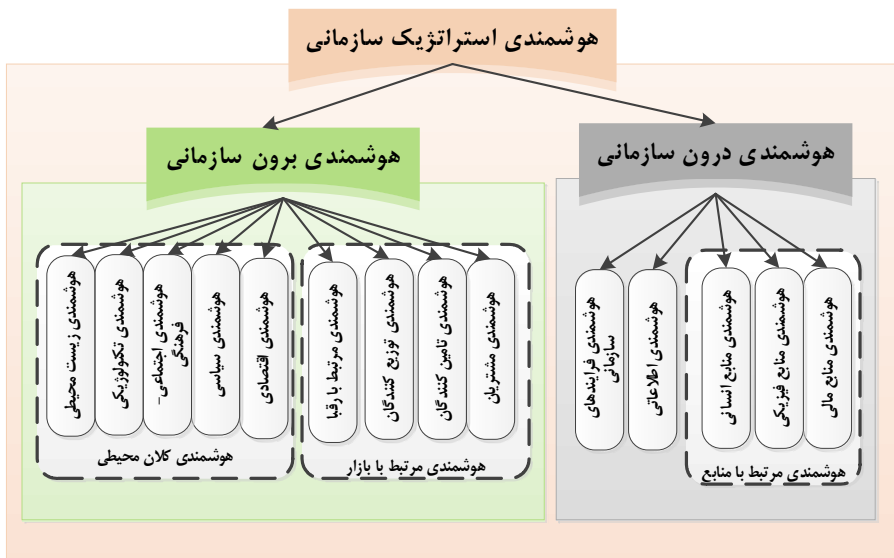 هوشمندی استراتژیک سازمانی
هوشمندی درون سازمانی
هوشمندی برون سازمانی
هوشمندی منابع مالی
هوشمندی منابع فیزیکی
هوشمندی منابع انسانی
هوشمندی اطلاعاتی
هوشمندی فرایندهای
سازمانی
هوشمندی مرتبط با منابع
هوشمندی مشتریان
هوشمندی تامین کنندگان
هوشمندی توزیع کنندگان
هوشمندی مرتبط با رقبا
هوشمندی مرتبط با بازار
هوشمندی اقتصادی
هوشمندی سیاسی
هوشمندی اجتماعی-
فرهنگی
هوشمندی تکولوژیکی
هوشمندی زیست محیطی
هوشمندی کلان محیطی